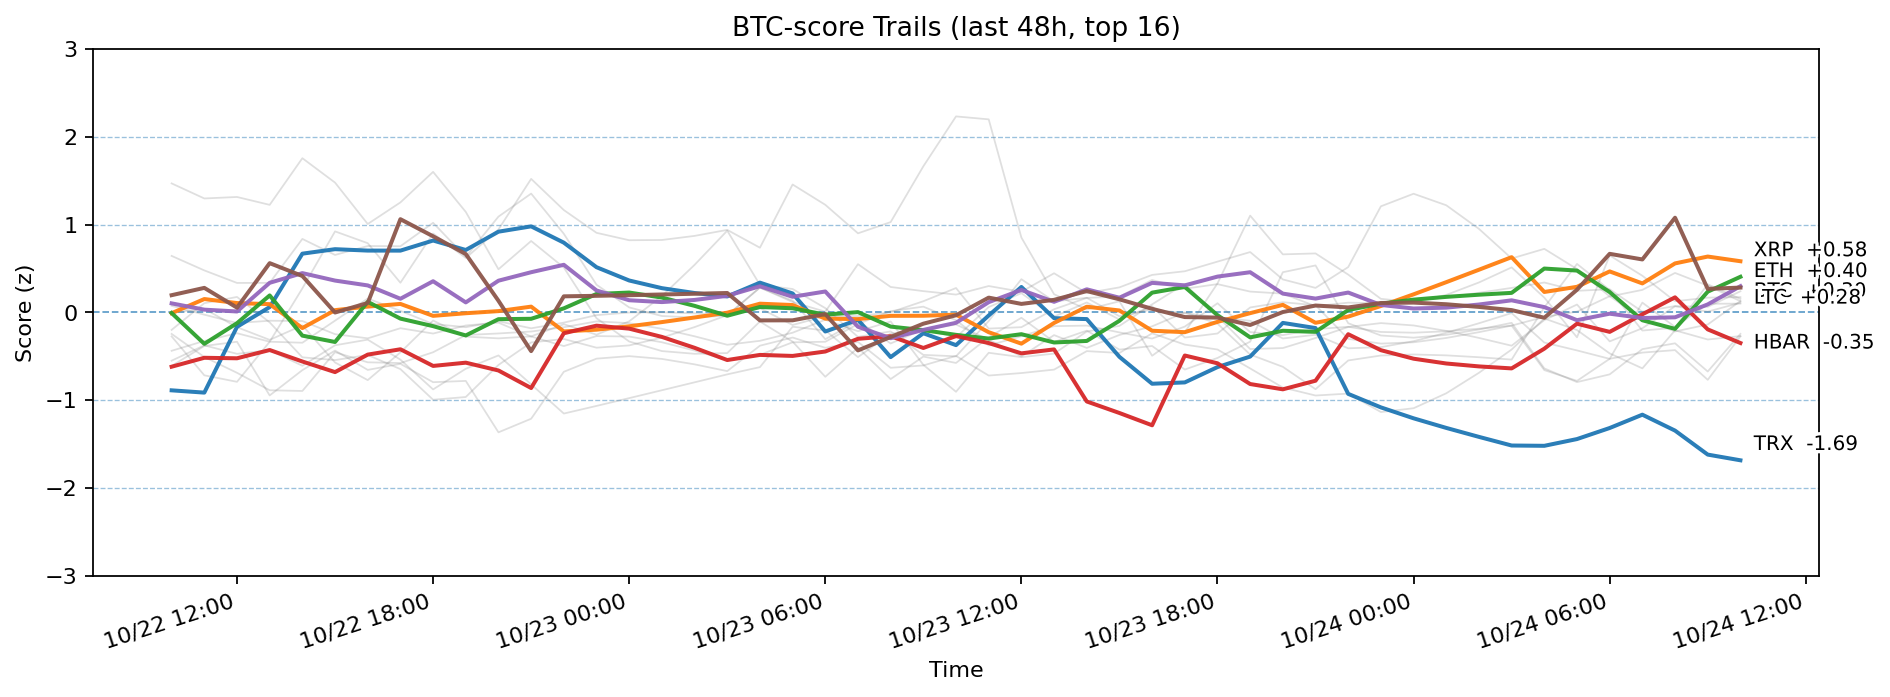 BTC-score Trails (last 48h, top 16)
3
2
1
0
−1
−2
−3
Score (z)
XRP +0.58
ETH +0.40
LTC +0.28
HBAR -0.35
TRX -1.69
10/22 12:00
10/22 18:00
10/23 00:00
10/23 06:00
10/23 12:00
10/23 18:00
10/24 00:00
10/24 06:00
10/24 12:00
Time